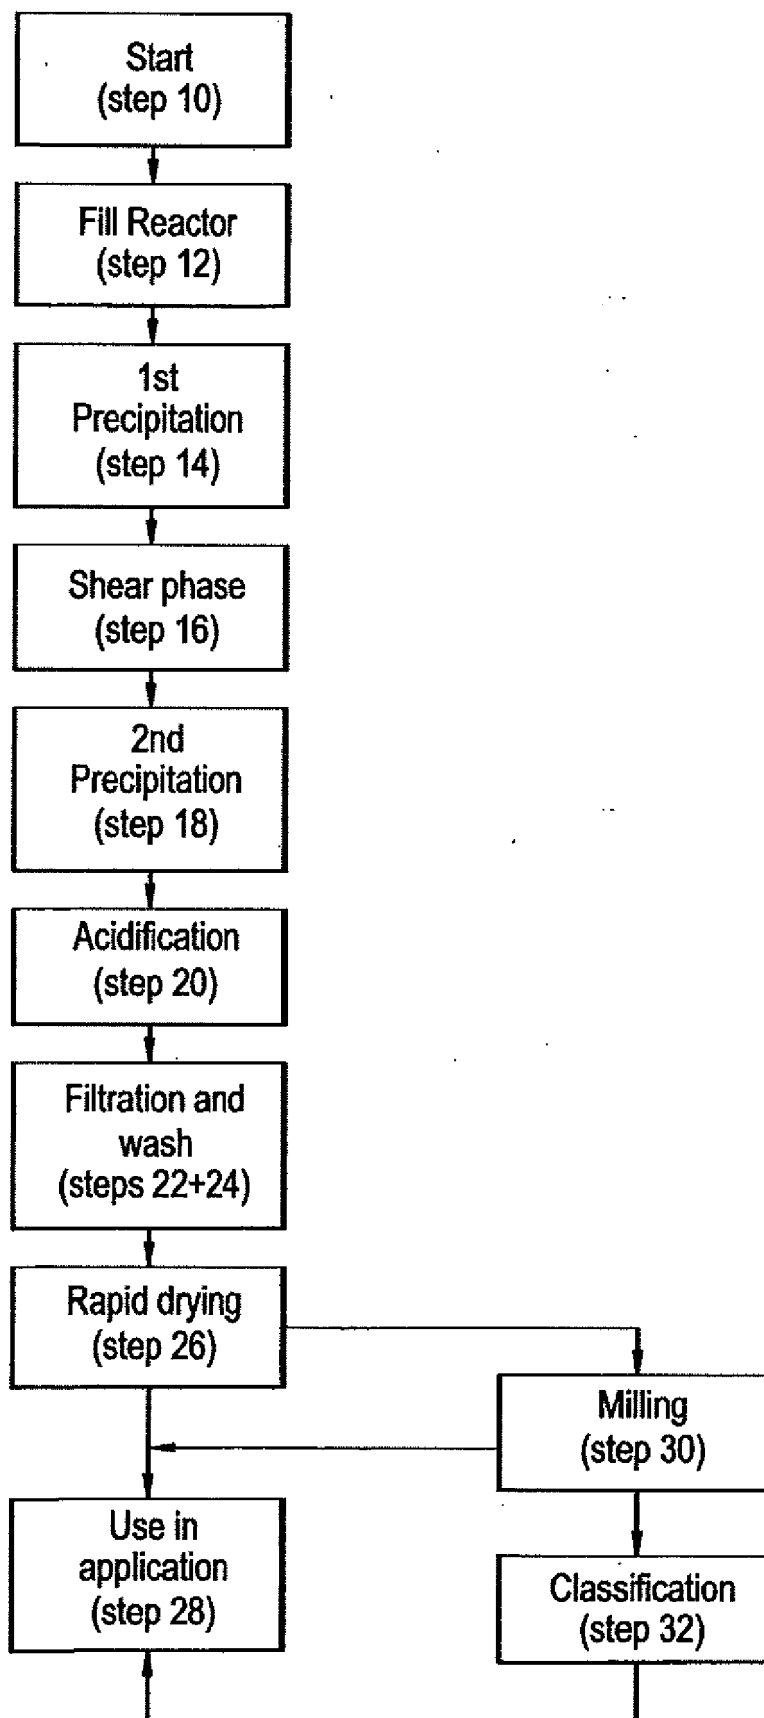 Start
(step 10)
Fill Reactor
(step 12)
1st
Precipitation
(step 14)
Shear phase
(step 16)
2nd
Precipitation
(step 18)
Acidification
(step 20)
Filtration and
wash
(steps 22+24)
Rapid drying
(step 26)
Milling
(step 30)
Use in
application
(step 28)
Classification
(step 32)